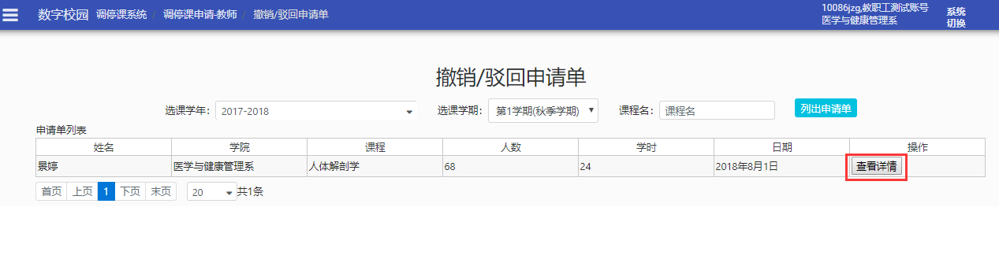 数字校园 调停课系统 / 调停课申请-教师 / 撤销/驳回申请单 10086jzg,教职工测试账号 医学与健康管理系 系统切换
撤销/驳回申请单
选课学年: 2017-2018 选课学期: 第1学期(秋季学期) 课程名: 课程名 列出申请单
申请单列表
姓名 学院 课程 人数 学时 日期 操作
景婷 医学与健康管理系 人体解剖学 68 24 2018年8月1日 查看详情
首页 上页 1 下页 末页 20 共1条